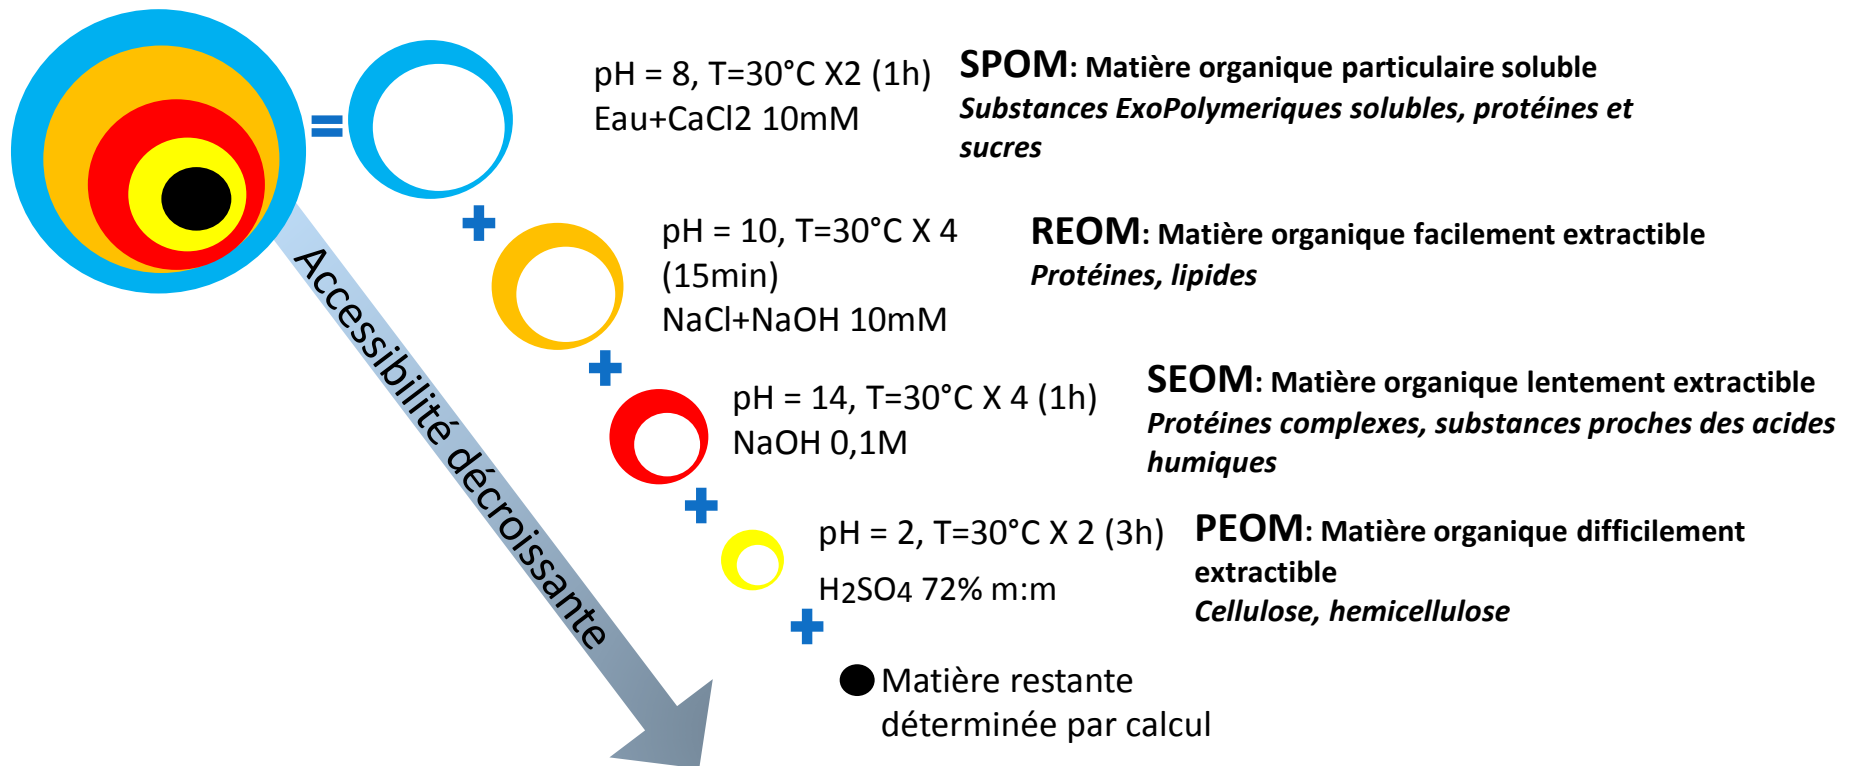 pH = 8, T=30°C X2 (1h)
Eau+CaCl2 10mM
SPOM: Matière organique particulaire soluble
Substances ExoPolymeriques solubles, protéines et
sucres
pH = 10, T=30°C X 4
(15min)
NaCl+NaOH 10mM
REOM: Matière organique facilement extractible
Protéines, lipides
Accessibilité décroissante
pH = 14, T=30°C X 4 (1h)
NaOH 0,1M
SEOM: Matière organique lentement extractible
Protéines complexes, substances proches des acides
humiques
pH = 2, T=30°C X 2 (3h)
H2SO4 72% m:m
PEOM: Matière organique difficilement
extractible
Cellulose, hemicellulose
Matière restante
déterminée par calcul